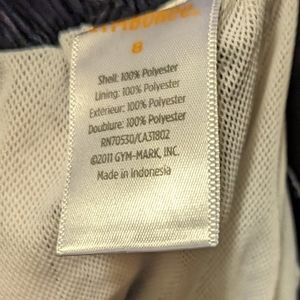 GYMBOREE
8
Shell: 100% Polyester
Lining: 100% Polyester
Extérieur: 100% Polyester
Doublure: 100% Polyester
RN70530/CA31802
©2011 GYM-MARK, INC.
Made in Indonesia